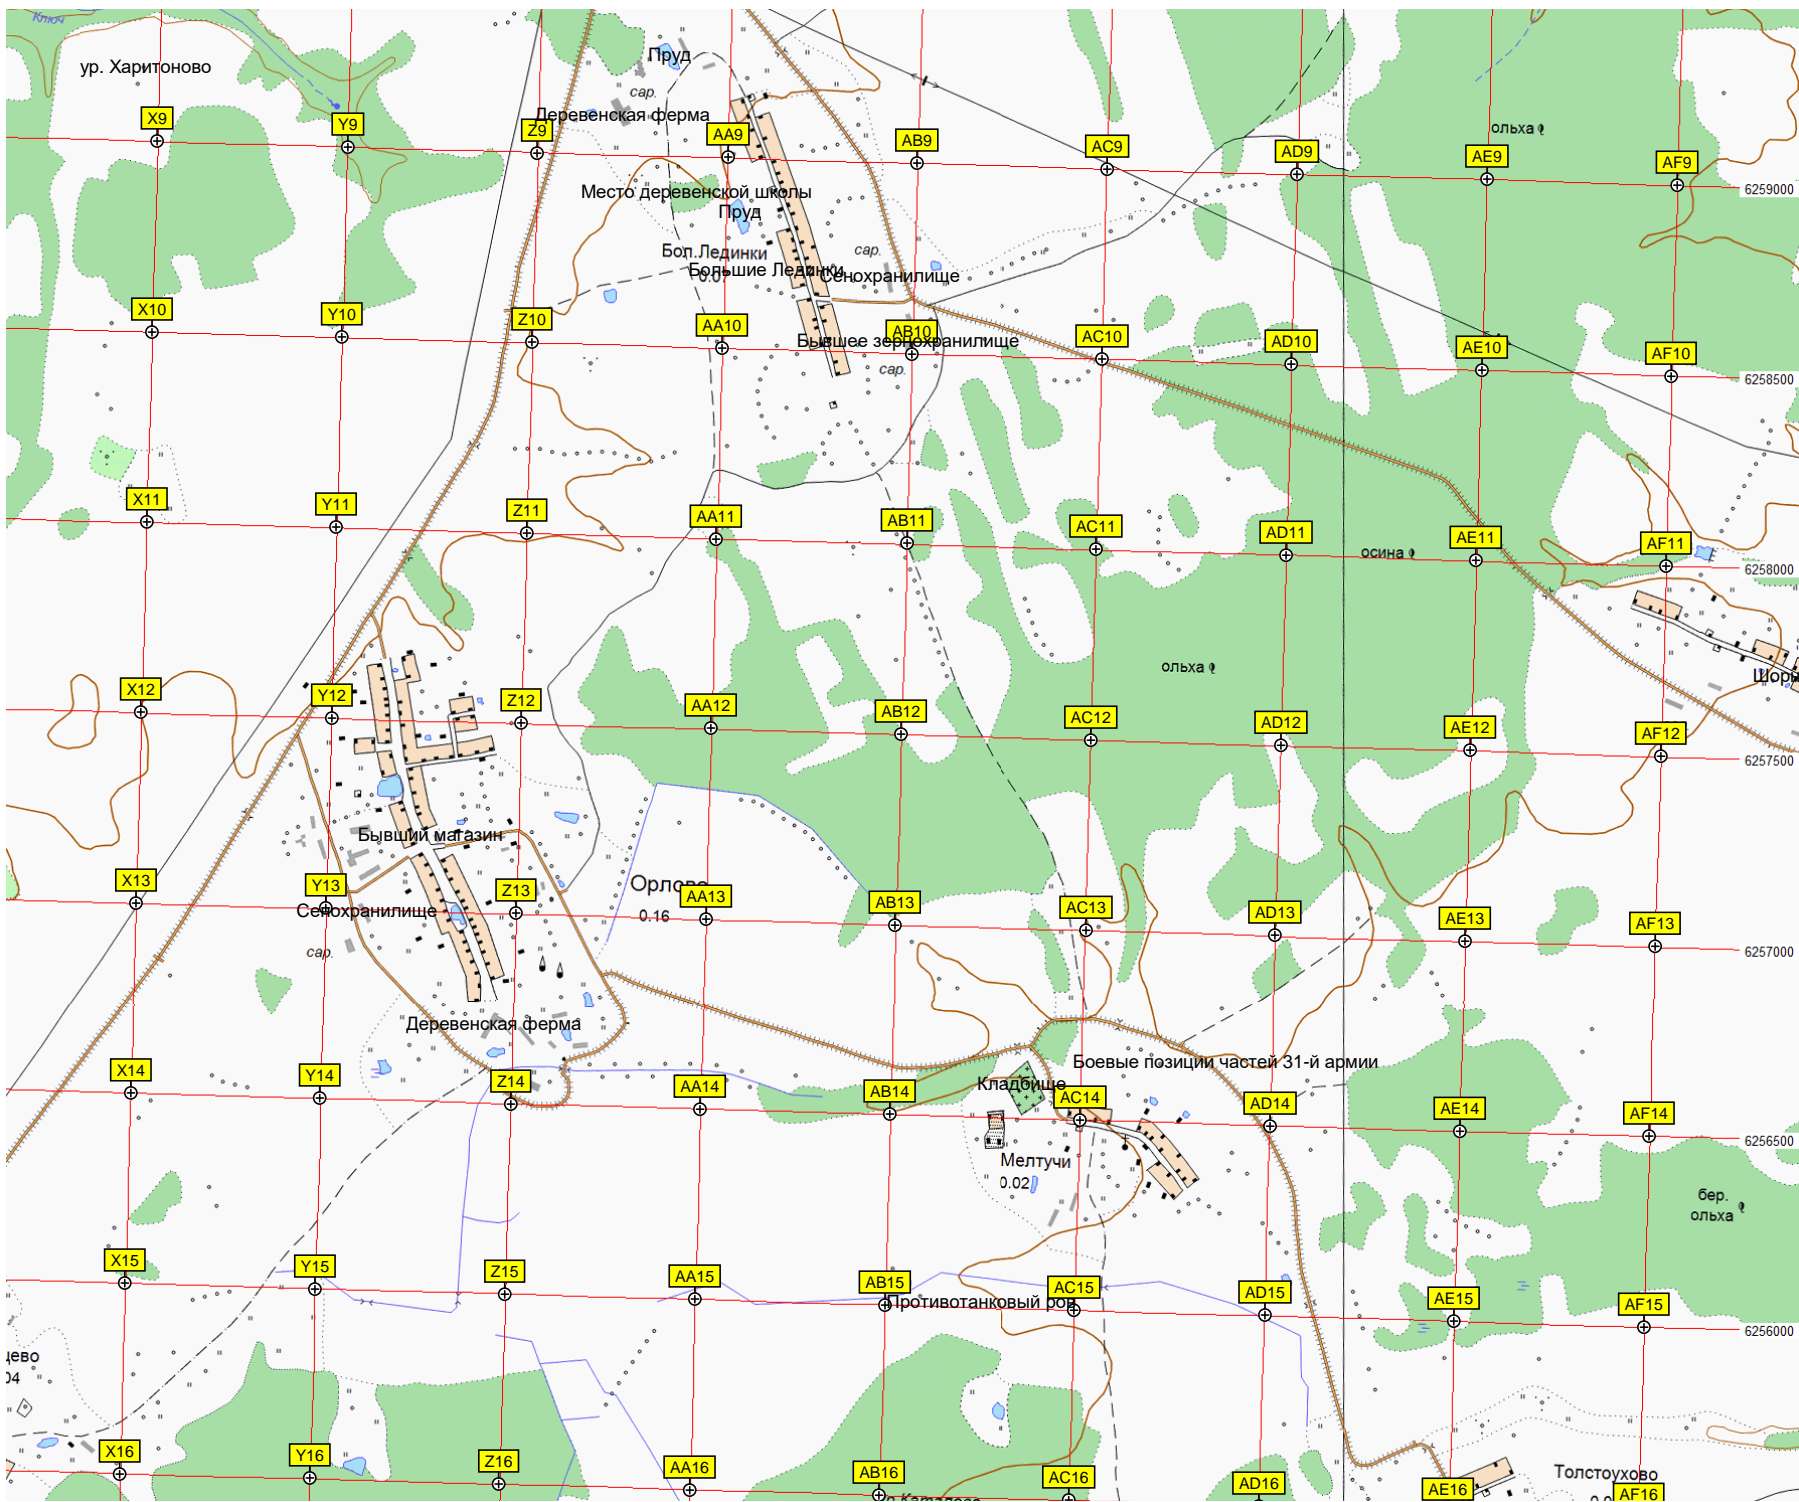 Ключ
ур. Харитоново
Пруд
сар.
Деревенская ферма
ольха
X9
Y9
Z9
AA9
AB9
AC9
AD9
AE9
AF9
6259000
Место деревенской школы
Пруд
Бол.Лединки
0.07
Большие Лединки
сар.
Сенохранилище
X10
Y10
Z10
AA10
AB10
AC10
AD10
AE10
AF10
6258500
Бывшее зернохранилище
сар.
X11
Y11
Z11
AA11
AB11
AC11
AD11
AE11
AF11
осина
6258000
ольха
X12
Y12
Z12
AA12
AB12
AC12
AD12
AE12
AF12
6257500
Бывший магазин
Орлово
0.16
X13
Y13
Z13
AA13
AB13
AC13
AD13
AE13
AF13
6257000
Сенохранилище
сар.
Деревенская ферма
Боевые позиции частей 31-й армии
Кладбище
X14
Y14
Z14
AA14
AB14
AC14
AD14
AE14
AF14
6256500
Мелтучи
0.02
бер.
ольха
X15
Y15
Z15
AA15
AB15
AC15
AD15
AE15
AF15
6256000
Противотанковый ров
цево
04
X16
Y16
Z16
AA16
AB16
AC16
AD16
AE16
AF16
Толстоухово